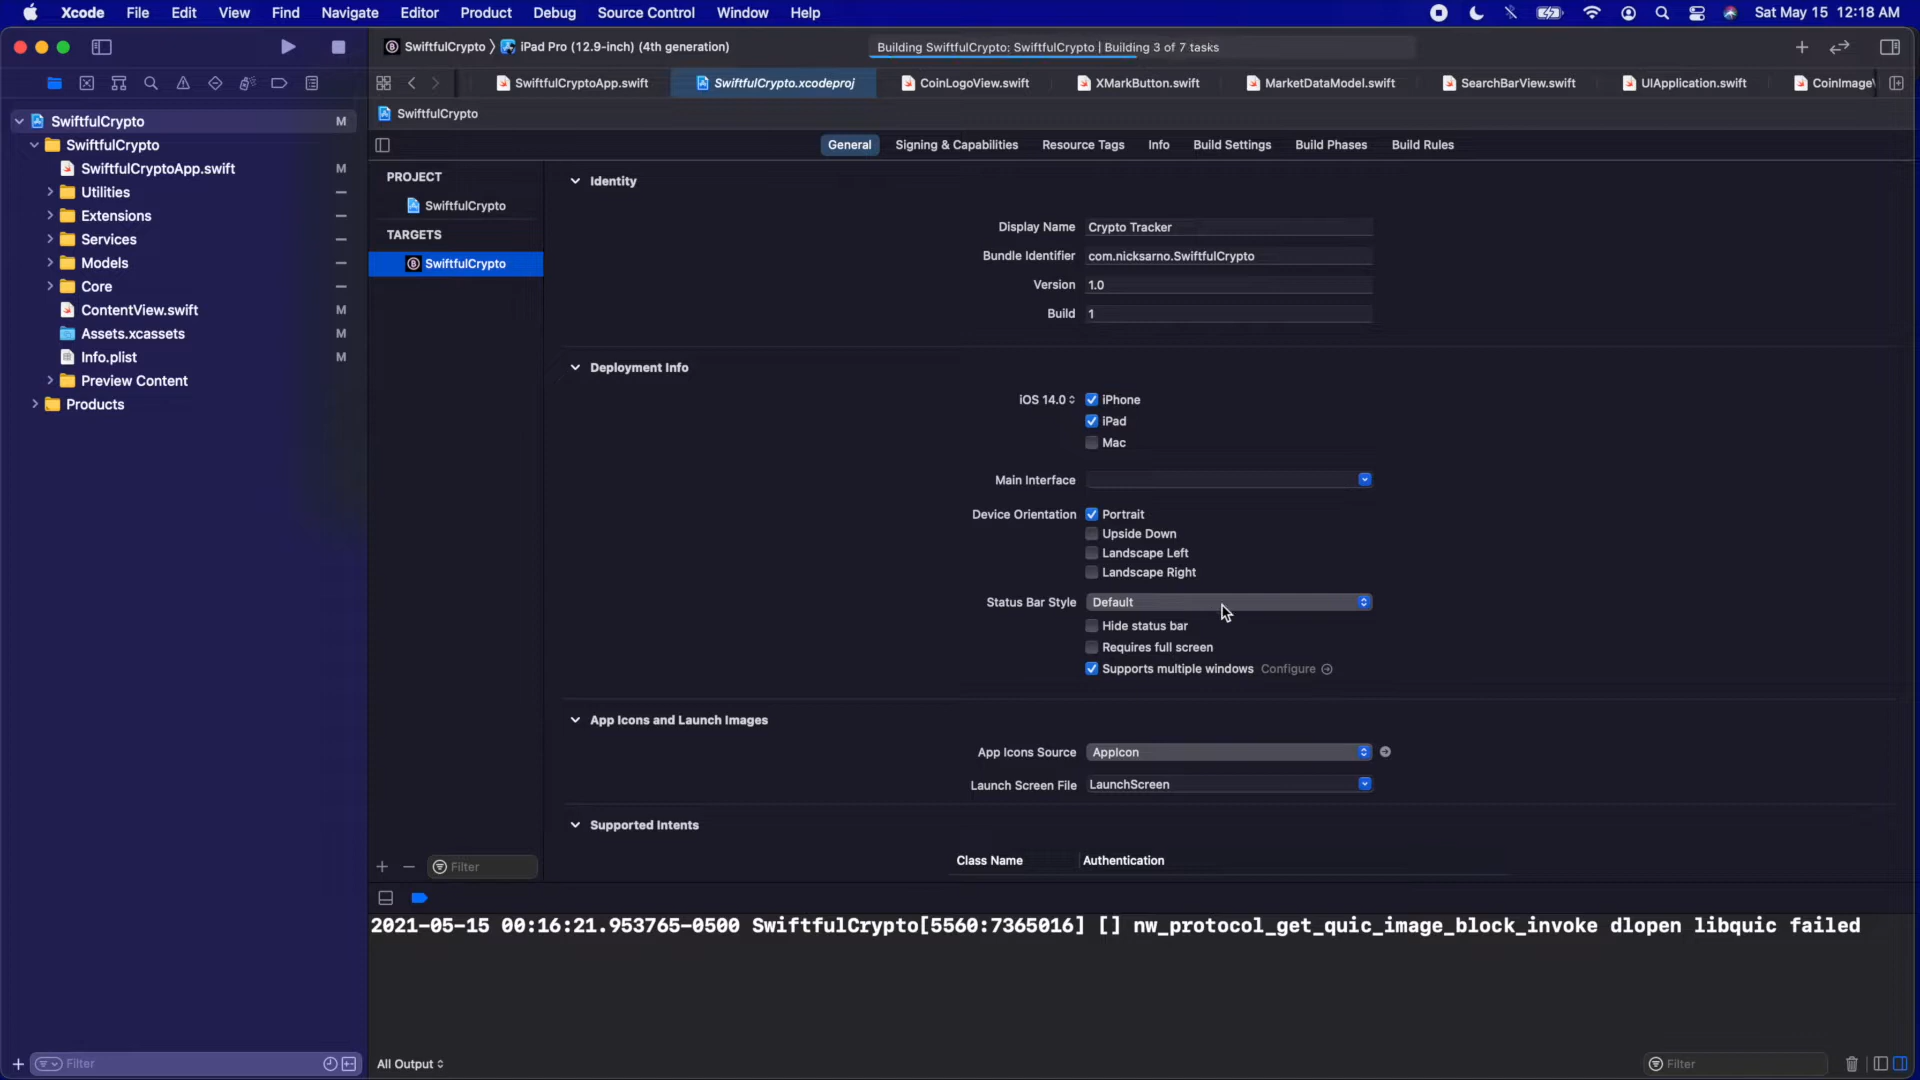 Xcode File Edit View Find Navigate Editor Product Debug Source Control Window Help
Sat May 15 12:18 AM
SwiftfulCrypto
iPad Pro (12.9-inch) (4th generation)
Building SwiftfulCrypto: SwiftfulCrypto | Building 3 of 7 tasks
SwiftfulCryptoApp.swift
SwiftfulCrypto.xcodeproj
CoinLogoView.swift
XMarkButton.swift
MarketDataModel.swift
SearchBarView.swift
UIApplication.swift
CoinImageV
SwiftfulCrypto
SwiftfulCrypto M
SwiftfulCrypto
SwiftfulCryptoApp.swift M
Utilities
Extensions
Services
Models
Core
ContentView.swift M
Assets.xcassets M
Info.plist M
Preview Content
Products
General Signing & Capabilities Resource Tags Info Build Settings Build Phases Build Rules
PROJECT
SwiftfulCrypto
TARGETS
SwiftfulCrypto
Identity
Display Name Crypto Tracker
Bundle Identifier com.nicksarno.SwiftfulCrypto
Version 1.0
Build 1
Deployment Info
iOS 14.0 iPhone
iPad
Mac
Main Interface
Device Orientation Portrait
Upside Down
Landscape Left
Landscape Right
Status Bar Style Default
Hide status bar
Requires full screen
Supports multiple windows Configure
App Icons and Launch Images
App Icons Source AppIcon
Launch Screen File LaunchScreen
Supported Intents
Class Name Authentication
Filter
2021-05-15 00:16:21.953765-0500 SwiftfulCrypto[5560:7365016] [] nw_protocol_get_quic_image_block_invoke dlopen libquic failed
Filter
All Output
Filter